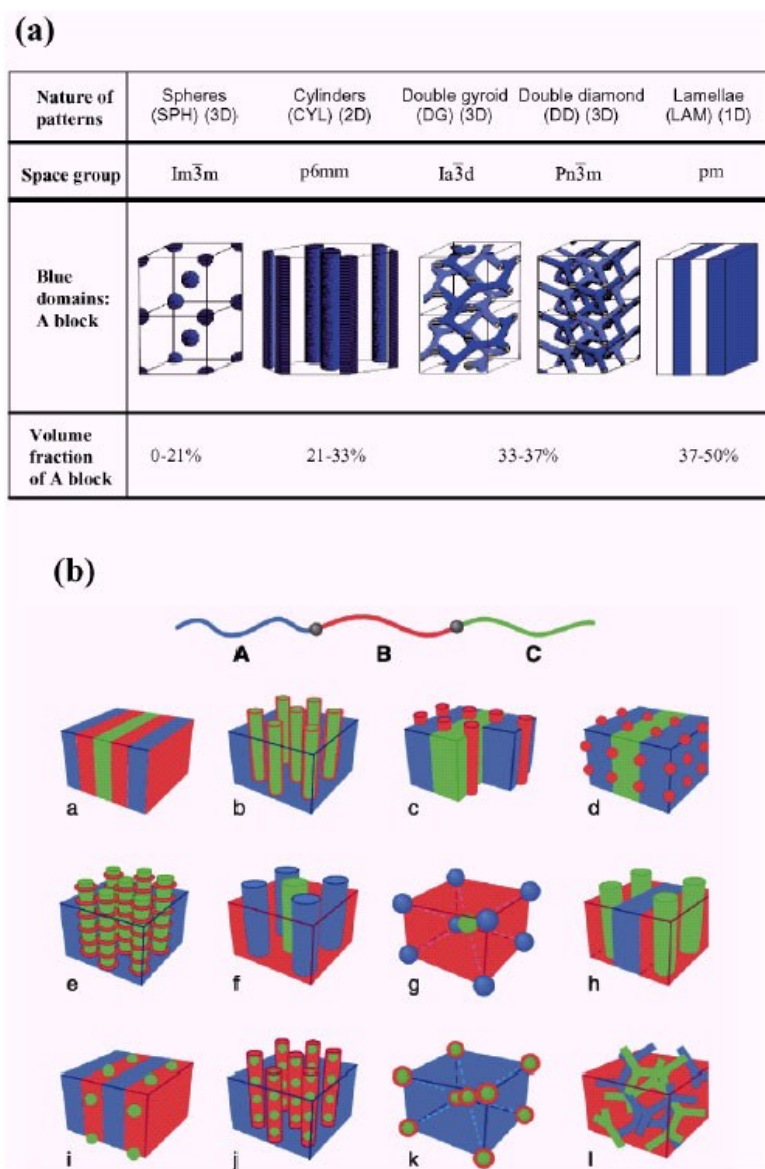 (a)
Nature of patterns
Spheres (SPH) (3D)
Cylinders (CYL) (2D)
Double gyroid (DG) (3D)
Double diamond (DD) (3D)
Lamellae (LAM) (1D)
Space group
Im3̅m
p6mm
Ia3̅d
Pn3̅m
pm
Blue domains: A block
Volume fraction of A block
0-21%
21-33%
33-37%
37-50%
(b)
A B C
a b c d
e f g h
i j k l